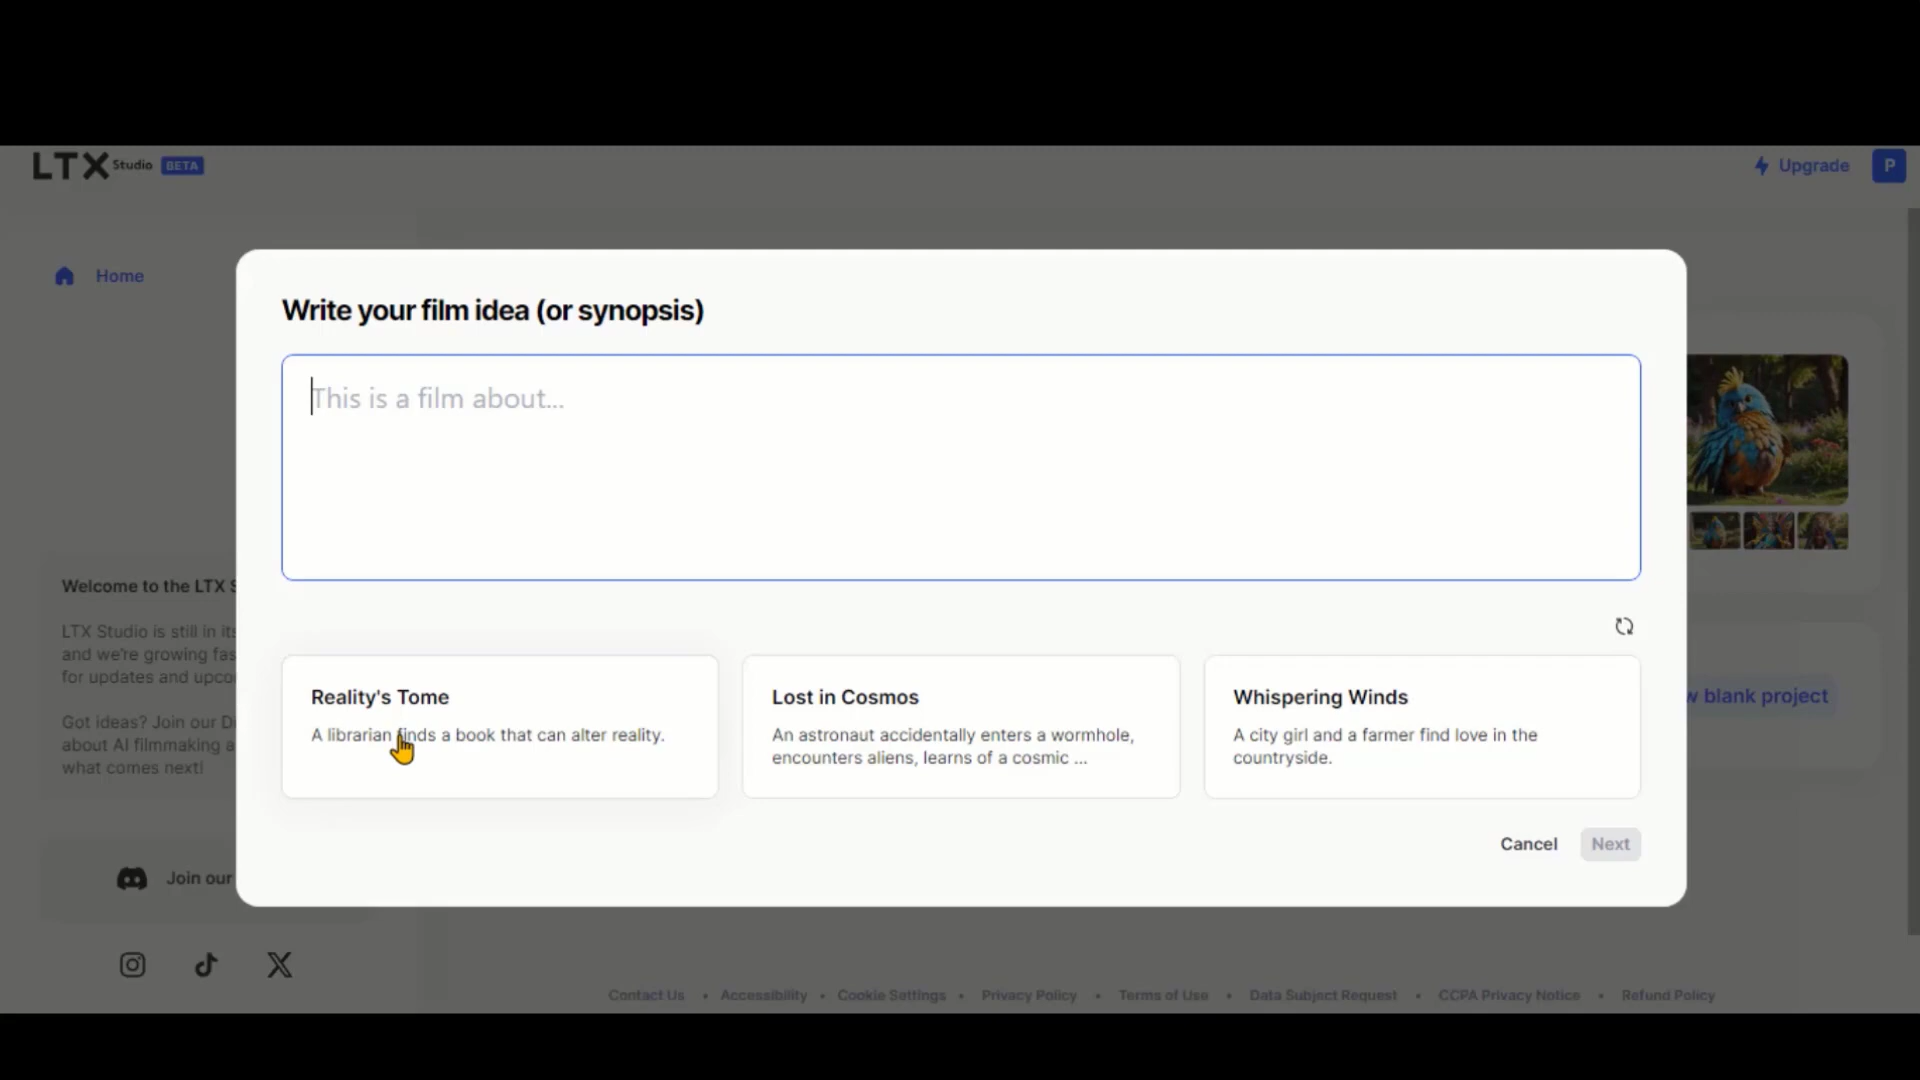 LTX Studio BETA
Upgrade
P
Home
Write your film idea (or synopsis)
This is a film about...
Welcome to the LTX S
LTX Studio is still in its
and we're growing fas
for updates and upco
Got ideas? Join our D
about AI filmmaking a
what comes next!
Reality's Tome
A librarian finds a book that can alter reality.
Lost in Cosmos
An astronaut accidentally enters a wormhole,
encounters aliens, learns of a cosmic ...
Whispering Winds
A city girl and a farmer find love in the
countryside.
w blank project
Cancel
Next
Join our
Contact Us • Accessibility • Cookie Settings • Privacy Policy • Terms of Use • Data Subject Request • CCPA Privacy Notice • Refund Policy